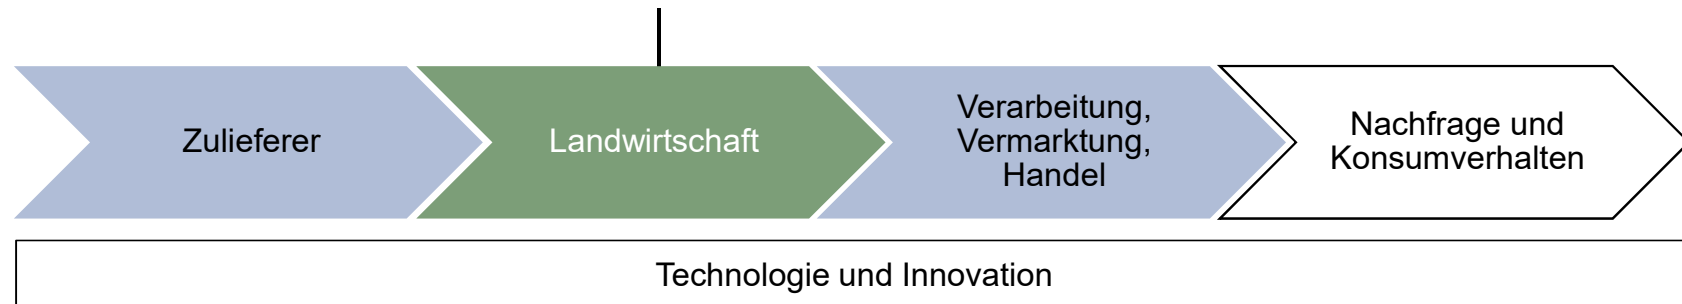 Zulieferer
Landwirtschaft
Verarbeitung,
Vermarktung,
Handel
Nachfrage und
Konsumverhalten
Technologie und Innovation